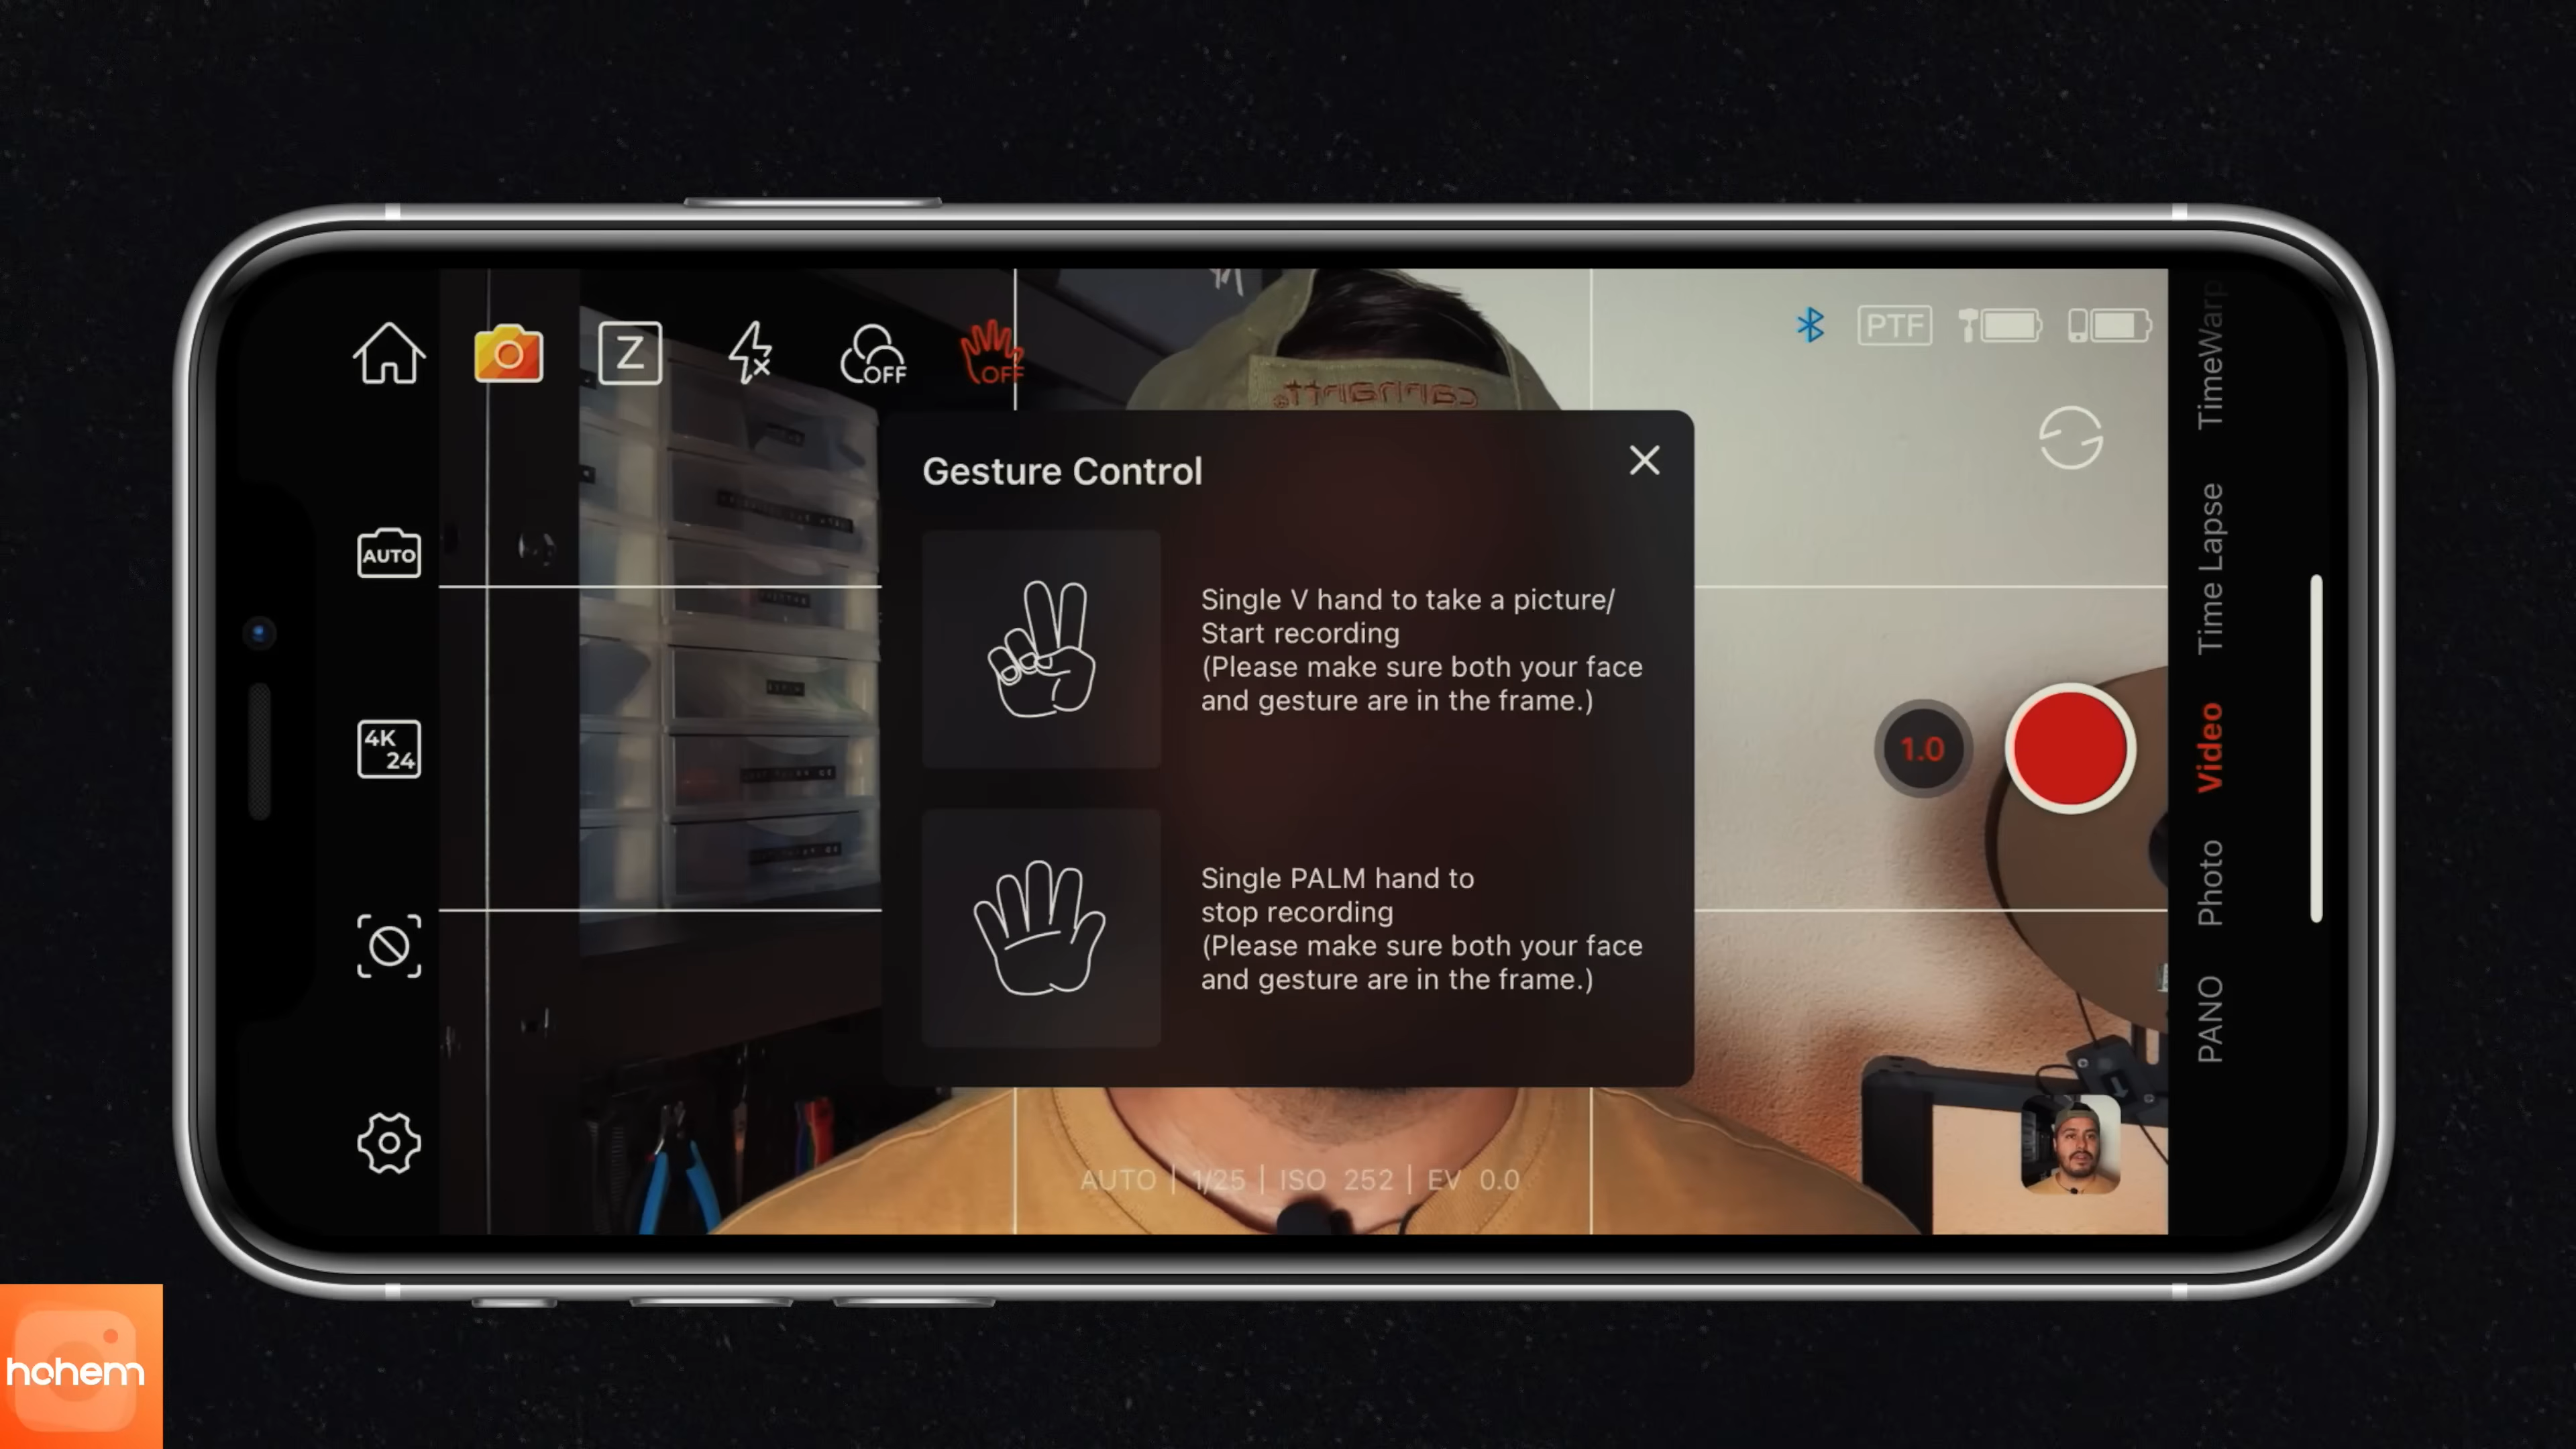 Z
OFF
OFF
PTF
carhartt
Gesture Control
AUTO
Single V hand to take a picture/
Start recording
(Please make sure both your face
and gesture are in the frame.)
4K
24
1.0
Single PALM hand to
stop recording
(Please make sure both your face
and gesture are in the frame.)
AUTO | 1/25 | ISO 252 | EV 0.0
TimeWarp
Time Lapse
Video
Photo
PANO
hohem